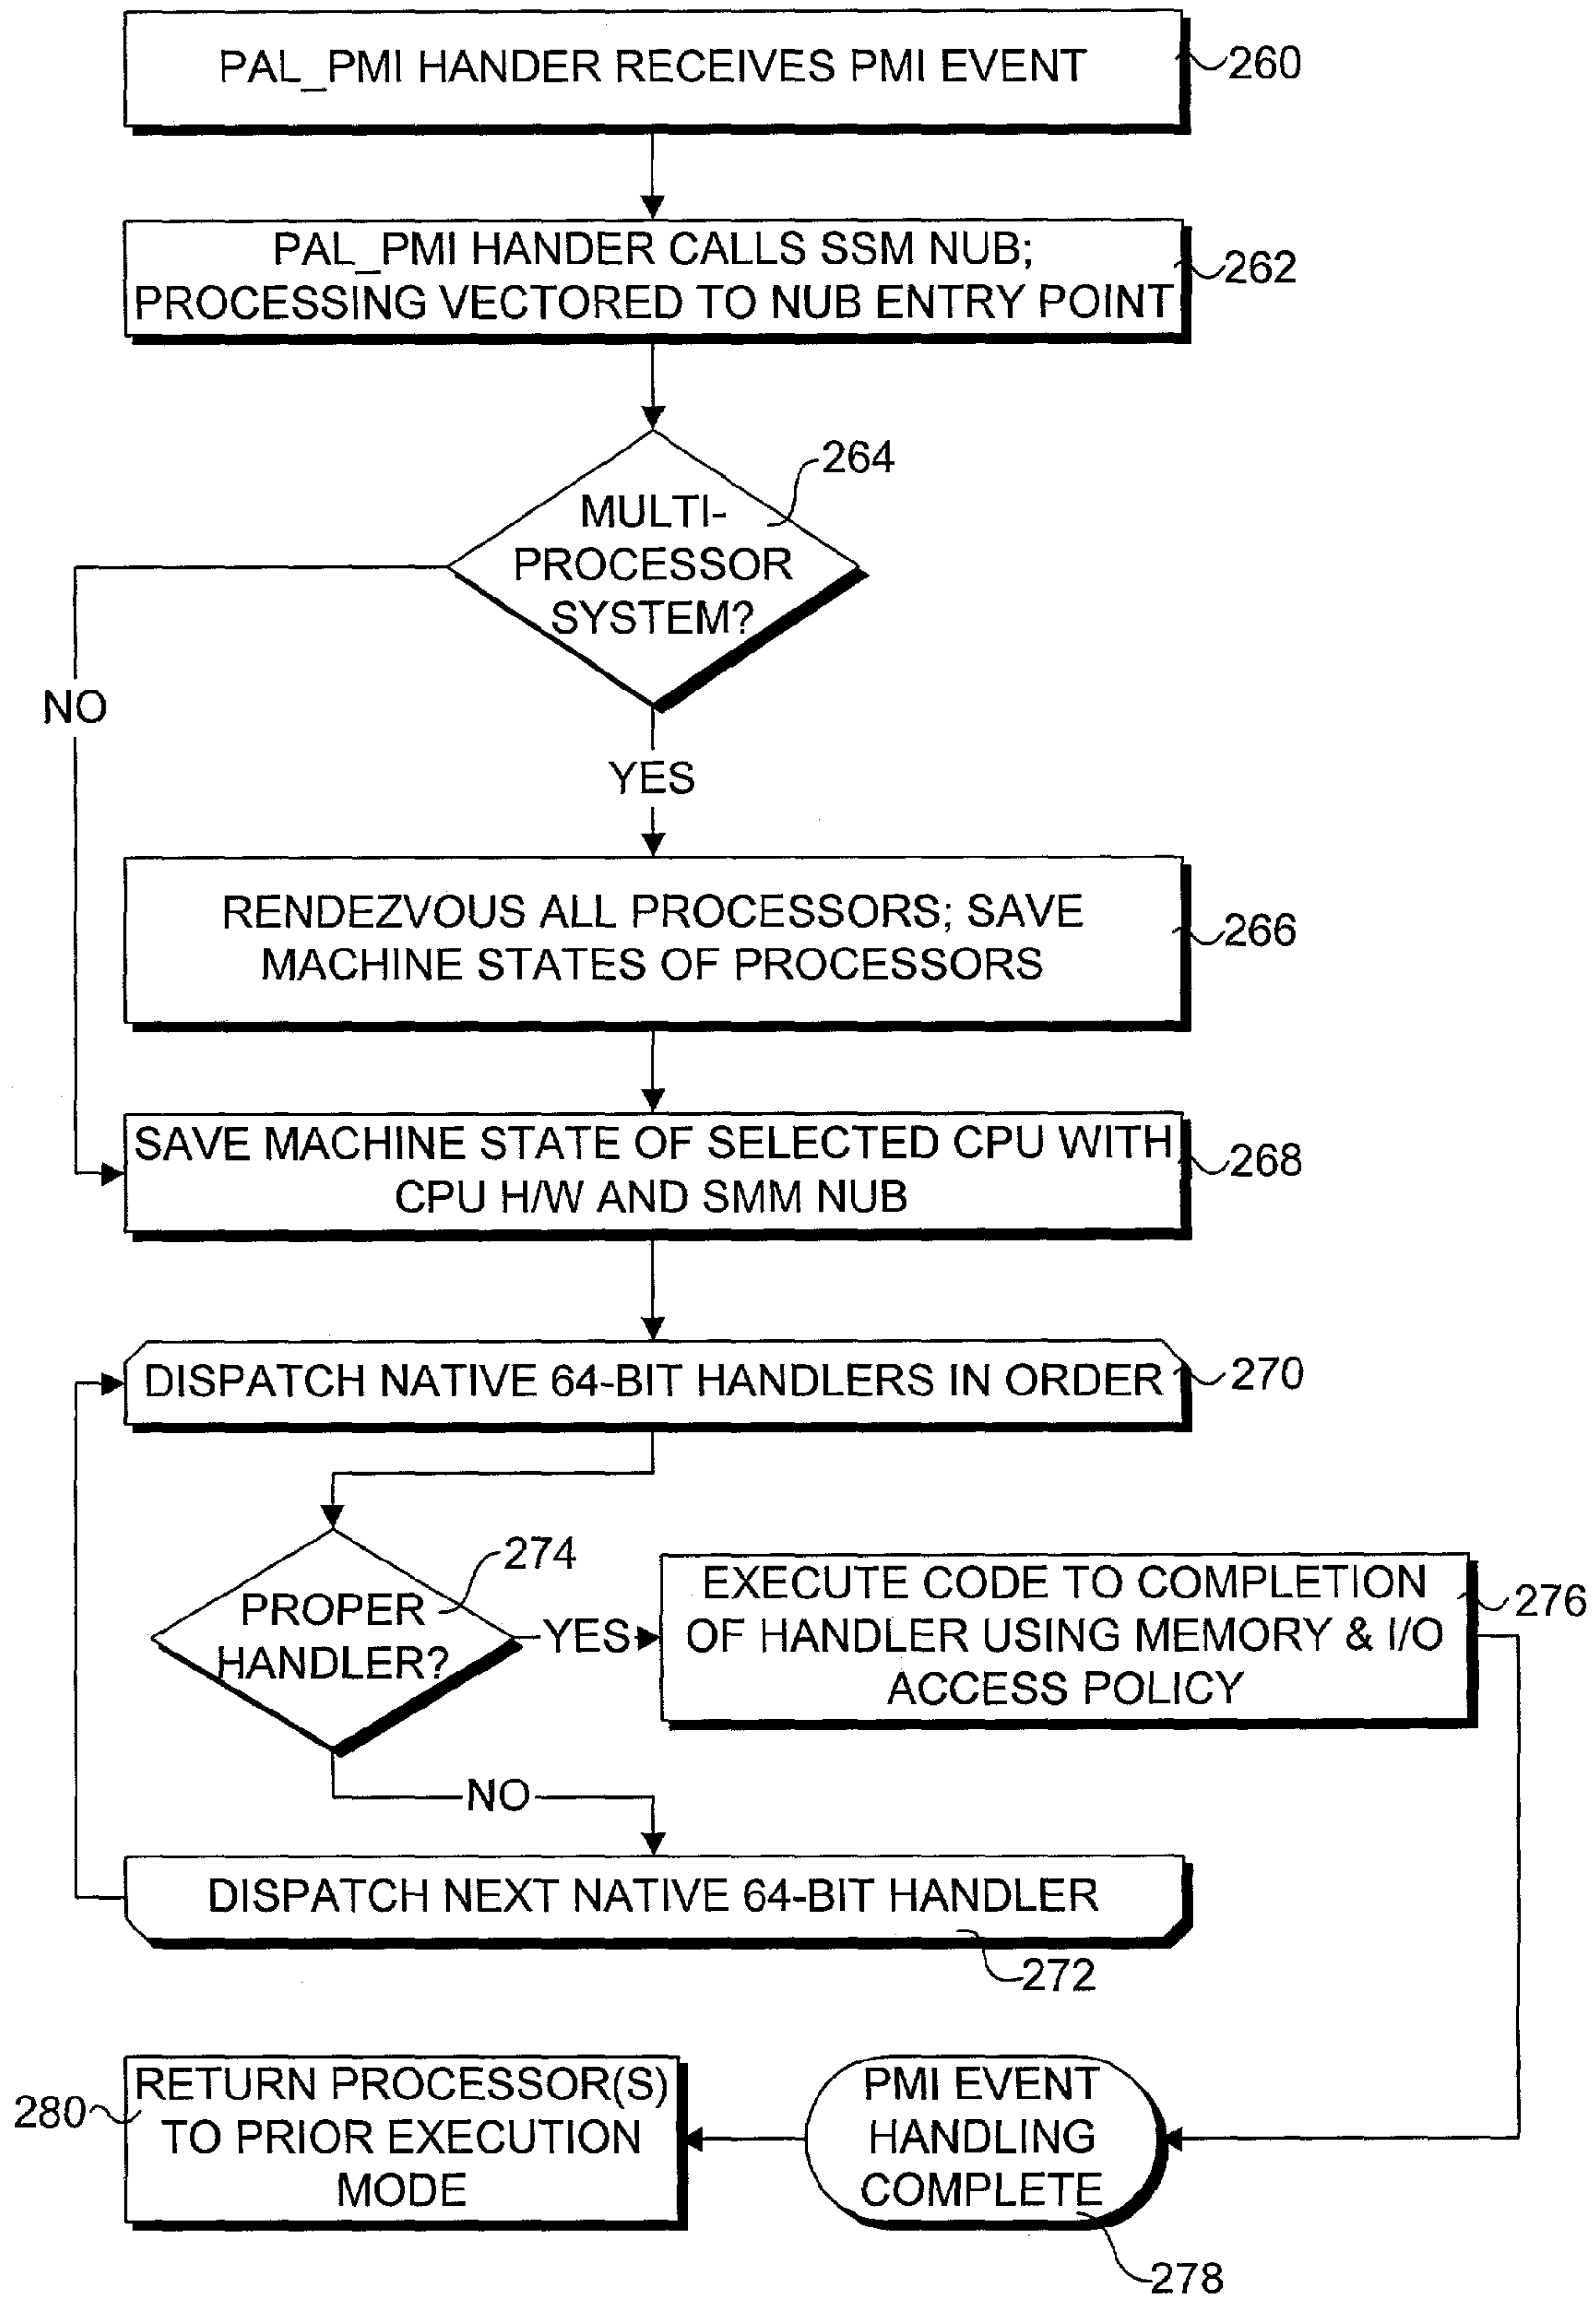 PAL_PMI HANDER RECEIVES PMI EVENT
260
PAL_PMI HANDER CALLS SSM NUB;
PROCESSING VECTORED TO NUB ENTRY POINT
262
264
MULTI-
PROCESSOR
SYSTEM?
NO
YES
RENDEZVOUS ALL PROCESSORS; SAVE
MACHINE STATES OF PROCESSORS
266
SAVE MACHINE STATE OF SELECTED CPU WITH
CPU H/W AND SMM NUB
268
DISPATCH NATIVE 64-BIT HANDLERS IN ORDER
270
274
PROPER
HANDLER?
YES
EXECUTE CODE TO COMPLETION
OF HANDLER USING MEMORY & I/O
ACCESS POLICY
276
NO
DISPATCH NEXT NATIVE 64-BIT HANDLER
272
280
RETURN PROCESSOR(S)
TO PRIOR EXECUTION
MODE
PMI EVENT
HANDLING
COMPLETE
278